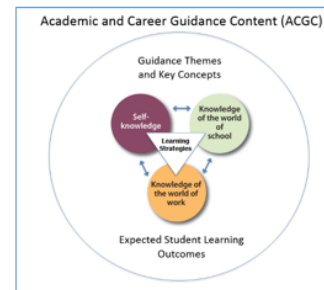 Academic and Career Guidance Content (ACGC)
Guidance Themes
and Key Concepts
Self-
knowledge
Knowledge
of the world
of
school
Learning
Strategies
Knowledge of
the world of
work
Expected Student Learning
Outcomes